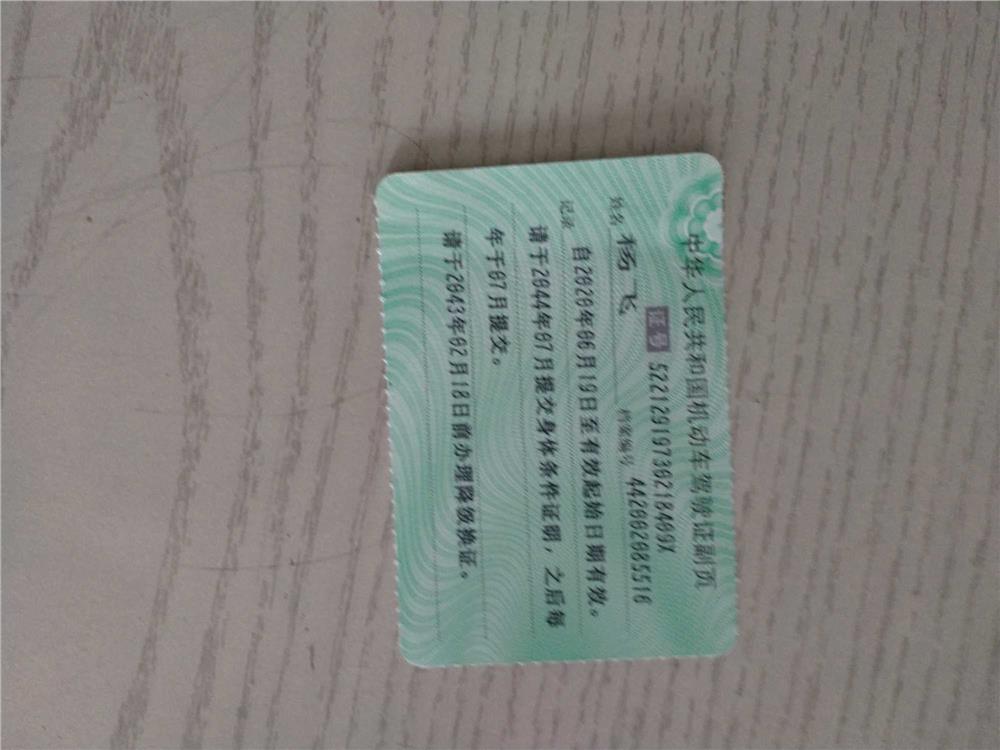 中华人民共和国机动车驾驶证副页
证号 52212919730218409X
姓名 杨飞 档案编号 442002085516
记录 自2020年06月19日至有效起始日期有效。
请于2044年07月提交身体条件证明，之后每
年于07月提交。
请于2043年02月18日前办理降级换证。